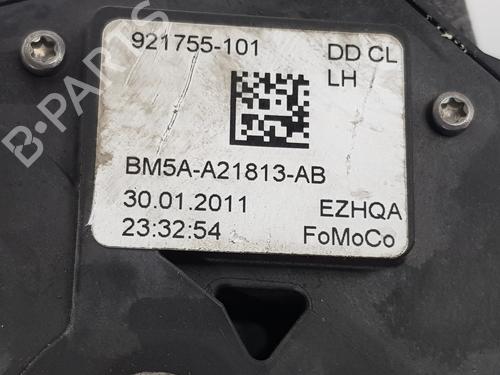 921755-101 DD CL
LH
BM5A-A21813-AB
30.01.2011 EZHQA
23:32:54 FoMoCo
B-PARTS